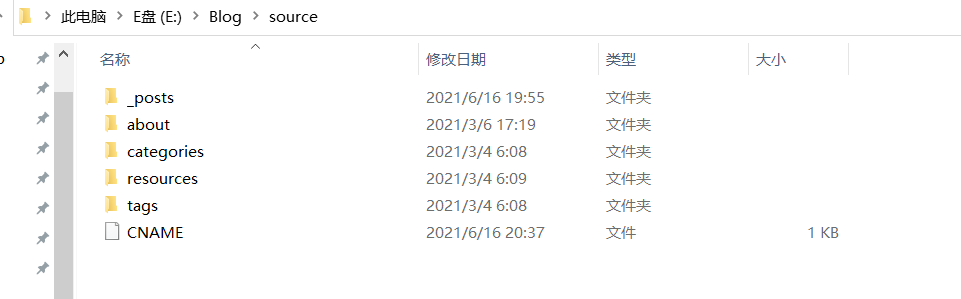 此电脑 > E盘 (E:) > Blog > source
名称 修改日期 类型 大小
_posts 2021/6/16 19:55 文件夹
about 2021/3/6 17:19 文件夹
categories 2021/3/4 6:08 文件夹
resources 2021/3/4 6:09 文件夹
tags 2021/3/4 6:08 文件夹
CNAME 2021/6/16 20:37 文件 1 KB